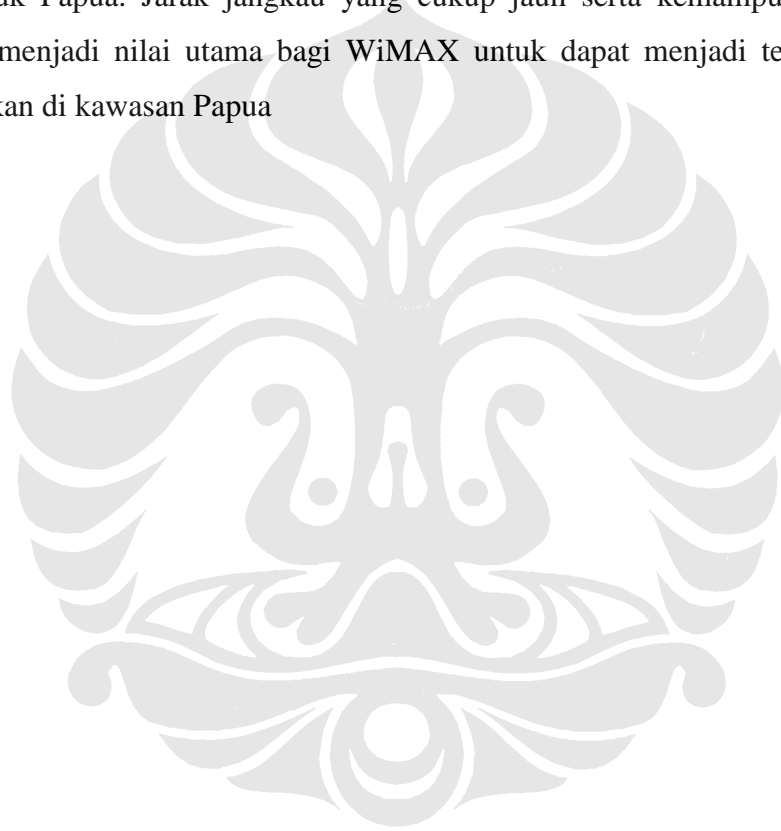 uk Papua. Jarak jangkau yang cukup jauh serta kemampu
menjadi nilai utama bagi WiMAX untuk dapat menjadi te
kan di kawasan Papua